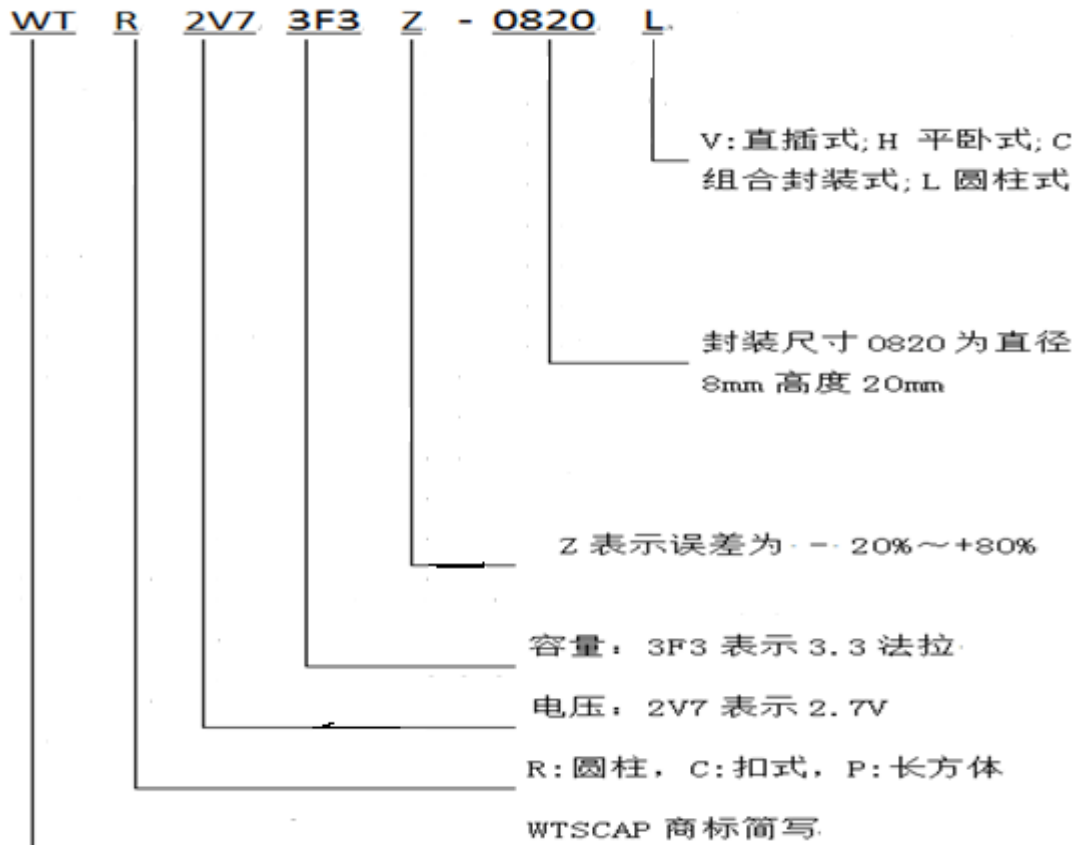 WT R 2V7 3F3 Z - 0820 L
V:直插式;H 平卧式;C
组合封装式;L 圆柱式
封装尺寸 0820 为直径
8mm 高度 20mm
Z 表示误差为 - 20%～+80%
容量：3F3 表示 3.3 法拉
电压：2V7 表示 2.7V
R:圆柱，C:扣式，P:长方体
WTSCAP 商标简写